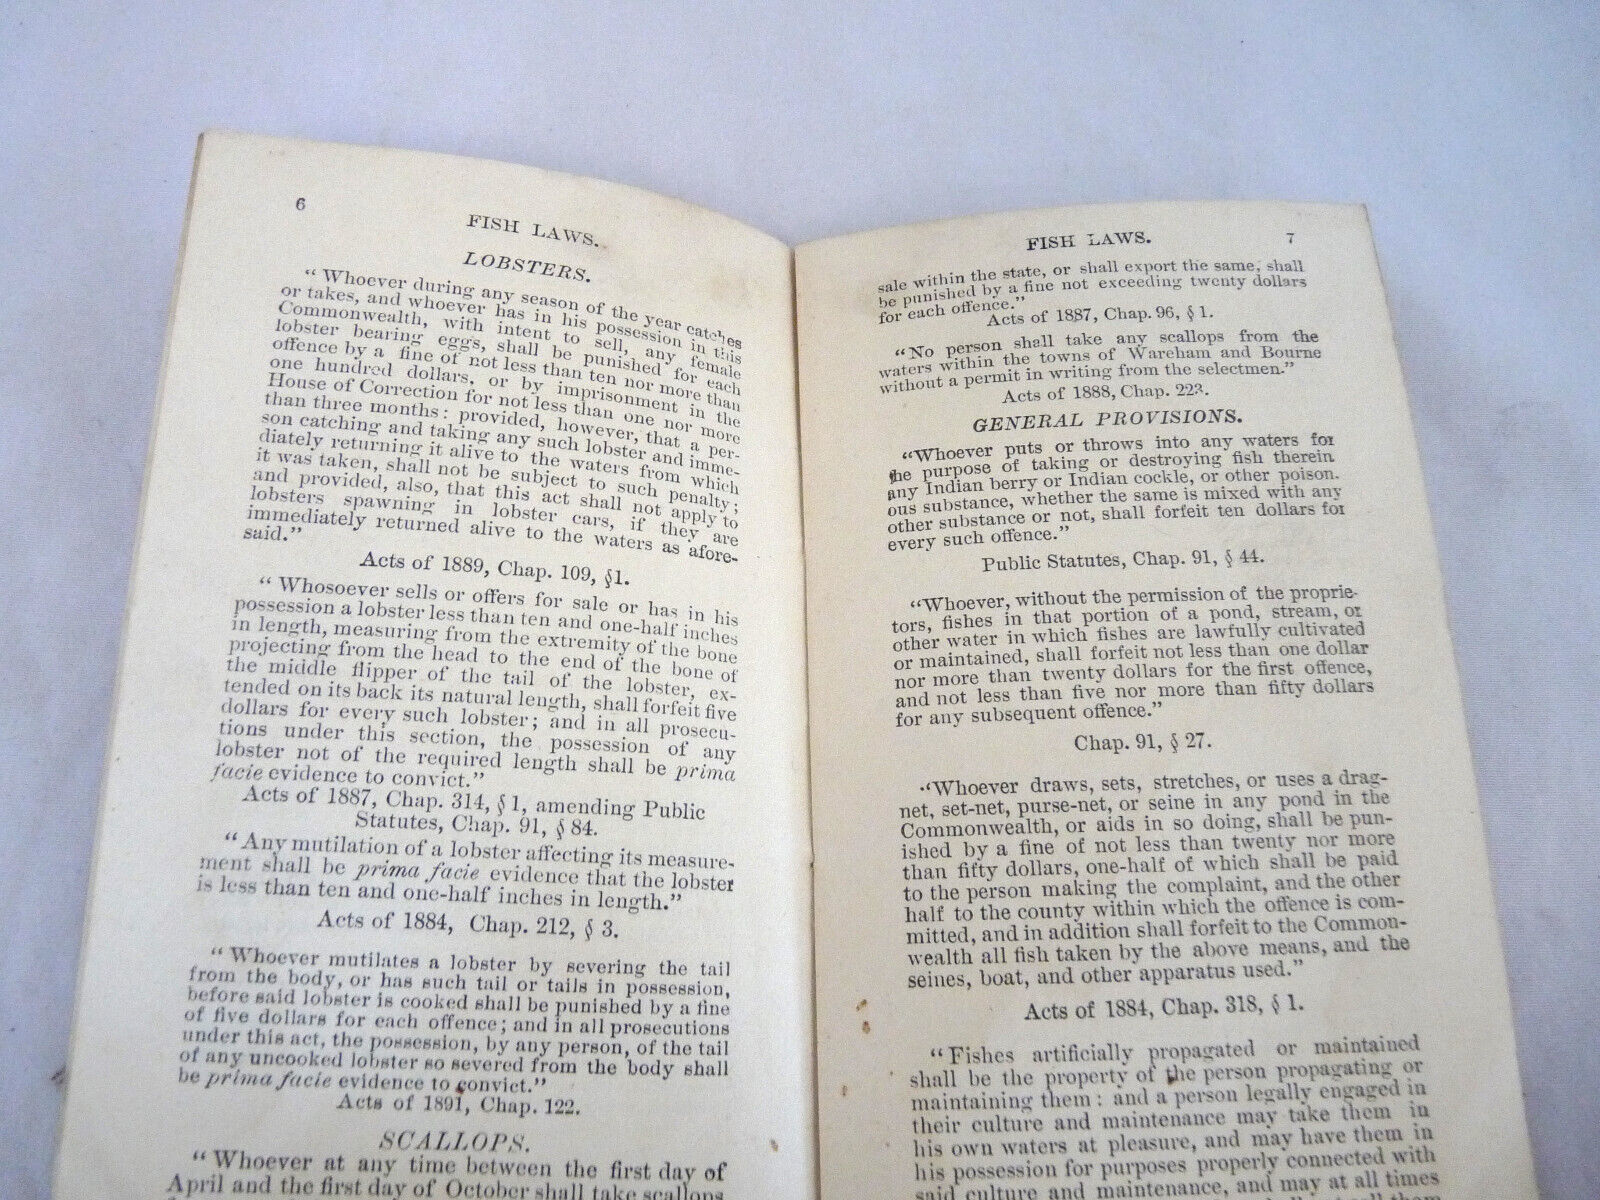 6
FISH LAWS.
LOBSTERS.
“Whoever during any season of the year catches
or takes, and whoever has in his possession in this
Commonwealth, with intent to sell, any female
lobster bearing eggs, shall be punished for each
offence by a fine of not less than ten nor more than
one hundred dollars, or by imprisonment in the
House of Correction for not less than one nor more
than three months: provided, however, that a per-
son catching and taking any such lobster and imme-
diately returning it alive to the waters from which
it was taken, shall not be subject to such penalty;
and provided, also, that this act shall not apply to
lobsters spawning in lobster cars, if they are
immediately returned alive to the waters as afore-
said.”
Acts of 1889, Chap. 109, §1.
“Whosoever sells or offers for sale or has in his
possession a lobster less than ten and one-half inches
in length, measuring from the extremity of the bone
projecting from the head to the end of the bone of
the middle flipper of the tail of the lobster, ex-
tended on its back its natural length, shall forfeit five
dollars for every such lobster; and in all prosecu-
tions under this section, the possession of any
lobster not of the required length shall be prima
facie evidence to convict.”
Acts of 1887, Chap. 314, § 1, amending Public
Statutes, Chap. 91, § 84.
“Any mutilation of a lobster affecting its measure-
ment shall be prima facie evidence that the lobster
is less than ten and one-half inches in length.”
Acts of 1884, Chap. 212, § 3.
“Whoever mutilates a lobster by severing the tail
from the body, or has such tail or tails in possession,
before said lobster is cooked shall be punished by a fine
of five dollars for each offence; and in all prosecutions
under this act, the possession, by any person, of the tail
of any uncooked lobster so severed from the body shall
be prima facie evidence to convict.”
Acts of 1891, Chap. 122.
SCALLOPS.
“Whoever at any time between the first day of
April and the first day of October shall take scallops
FISH LAWS. 7
sale within the state, or shall export the same, shall
be punished by a fine not exceeding twenty dollars
for each offence.”
Acts of 1887, Chap. 96, § 1.
“No person shall take any scallops from the
waters within the towns of Wareham and Bourne
without a permit in writing from the selectmen.”
Acts of 1888, Chap. 223.
GENERAL PROVISIONS.
“Whoever puts or throws into any waters for
the purpose of taking or destroying fish therein
any Indian berry or Indian cockle, or other poison.
ous substance, whether the same is mixed with any
other substance or not, shall forfeit ten dollars for
every such offence.”
Public Statutes, Chap. 91, § 44.
“Whoever, without the permission of the proprie-
tors, fishes in that portion of a pond, stream, or
other water in which fishes are lawfully cultivated
or maintained, shall forfeit not less than one dollar
nor more than twenty dollars for the first offence,
and not less than five nor more than fifty dollars
for any subsequent offence.”
Chap. 91, § 27.
“Whoever draws, sets, stretches, or uses a drag-
net, set-net, purse-net, or seine in any pond in the
Commonwealth, or aids in so doing, shall be pun-
ished by a fine of not less than twenty nor more
than fifty dollars, one-half of which shall be paid
to the person making the complaint, and the other
half to the county within which the offence is com-
mitted, and in addition shall forfeit to the Common-
wealth all fish taken by the above means, and the
seines, boat, and other apparatus used.”
Acts of 1884, Chap. 318, § 1.
“Fishes artificially propagated or maintained
shall be the property of the person propagating or
maintaining them: and a person legally engaged in
their culture and maintenance may take them in
his own waters at pleasure, and may have them in
his possession for purposes properly connected with
said culture and maintenance, and may at all times